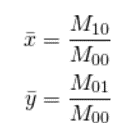 x̄ = M₁₀ / M₀₀
ȳ = M₀₁ / M₀₀